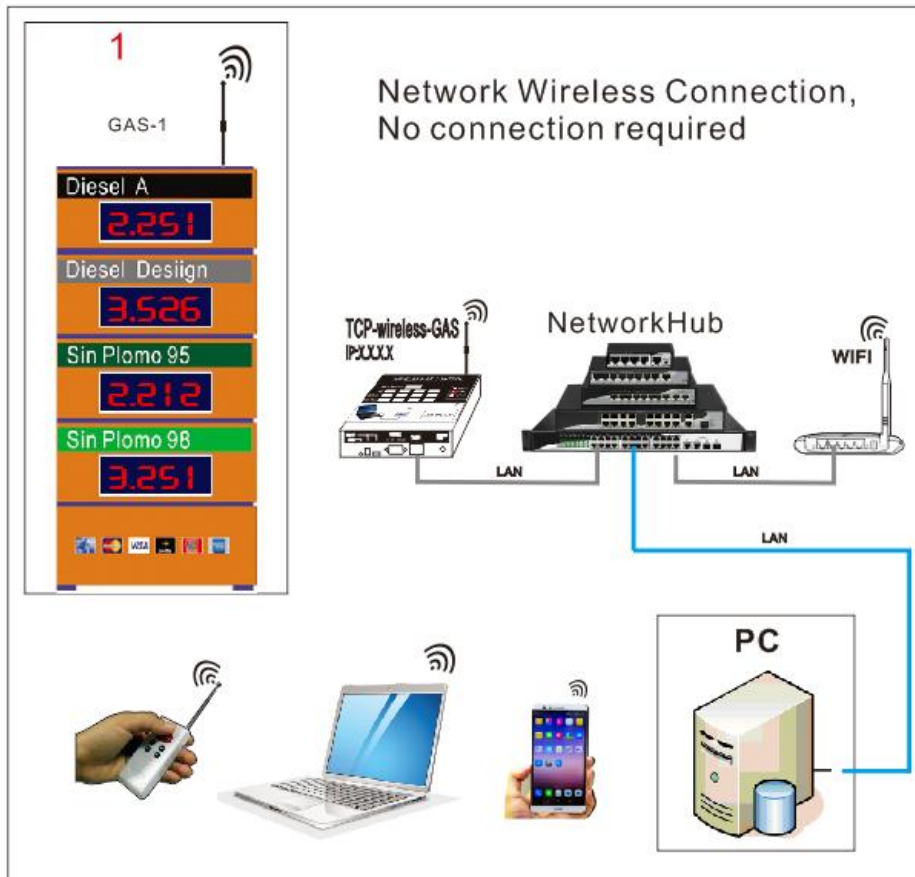 1
GAS-1
Network Wireless Connection,
No connection required
Diesel A
2.251
Diesel Desiign
3.526
Sin Plomo 95
2.212
Sin Plomo 98
3.251
VISA
TCP-wireless-GAS
IP:X.X.X.X
NetworkHub
WIFI
LAN
LAN
LAN
PC